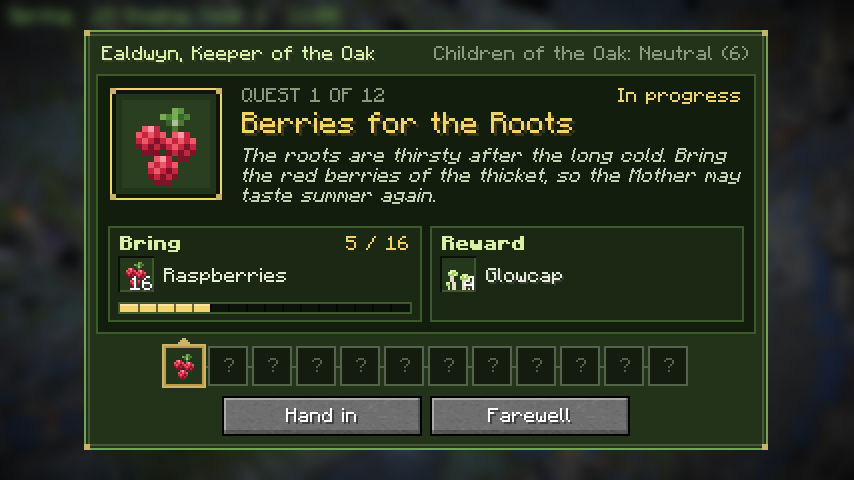 Ealdwyn, Keeper of the Oak
Children of the Oak: Neutral (6)
QUEST 1 OF 12
In progress
Berries for the Roots
The roots are thirsty after the long cold. Bring
the red berries of the thicket, so the Mother may
taste summer again.
Bring
5 / 16
16
Raspberries
Reward
Glowcap
? ? ? ? ? ? ? ? ? ? ?
Hand in
Farewell